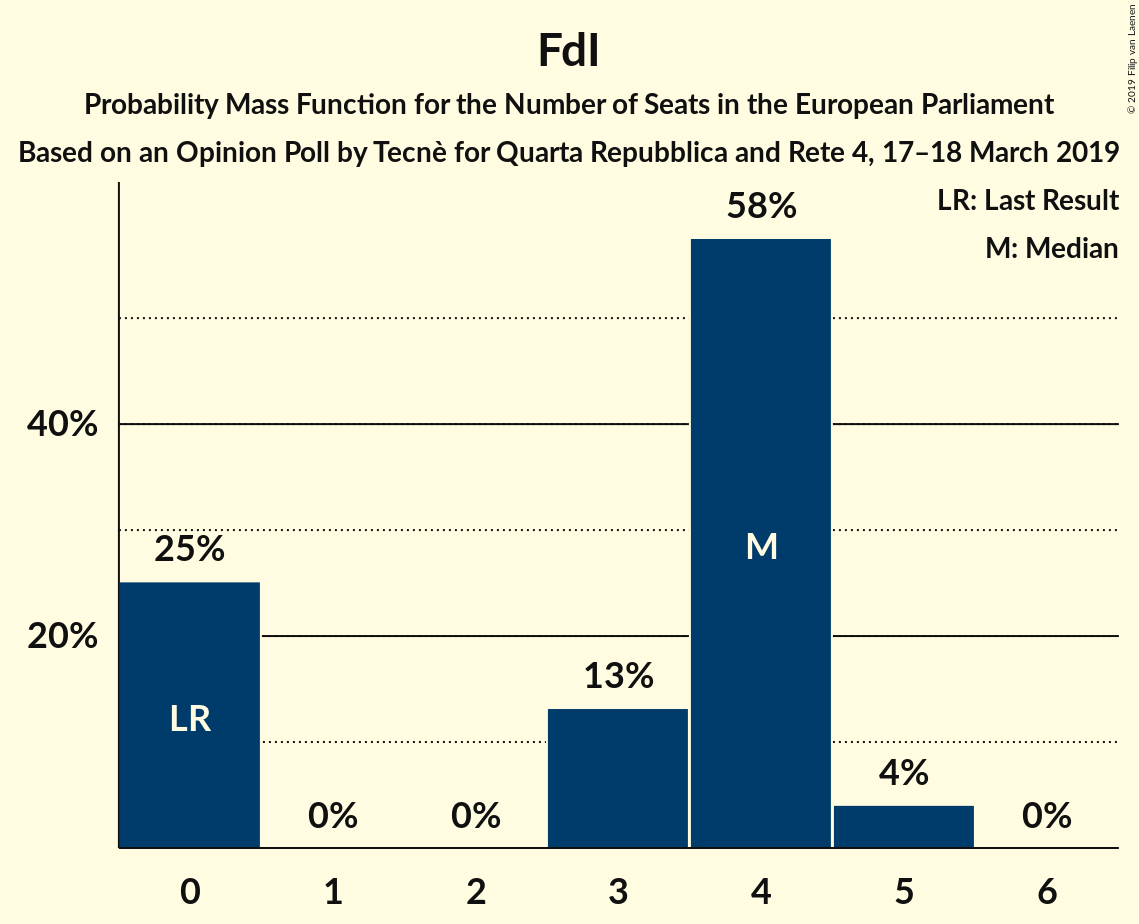 FdI
Probability Mass Function for the Number of Seats in the European Parliament
Based on an Opinion Poll by Tecnè for Quarta Repubblica and Rete 4, 17–18 March 2019
© 2019 Filip van Laenen
LR: Last Result
M: Median
58%
40%
25%
M
20%
13%
LR
4%
0%
0%
0%
0 1 2 3 4 5 6